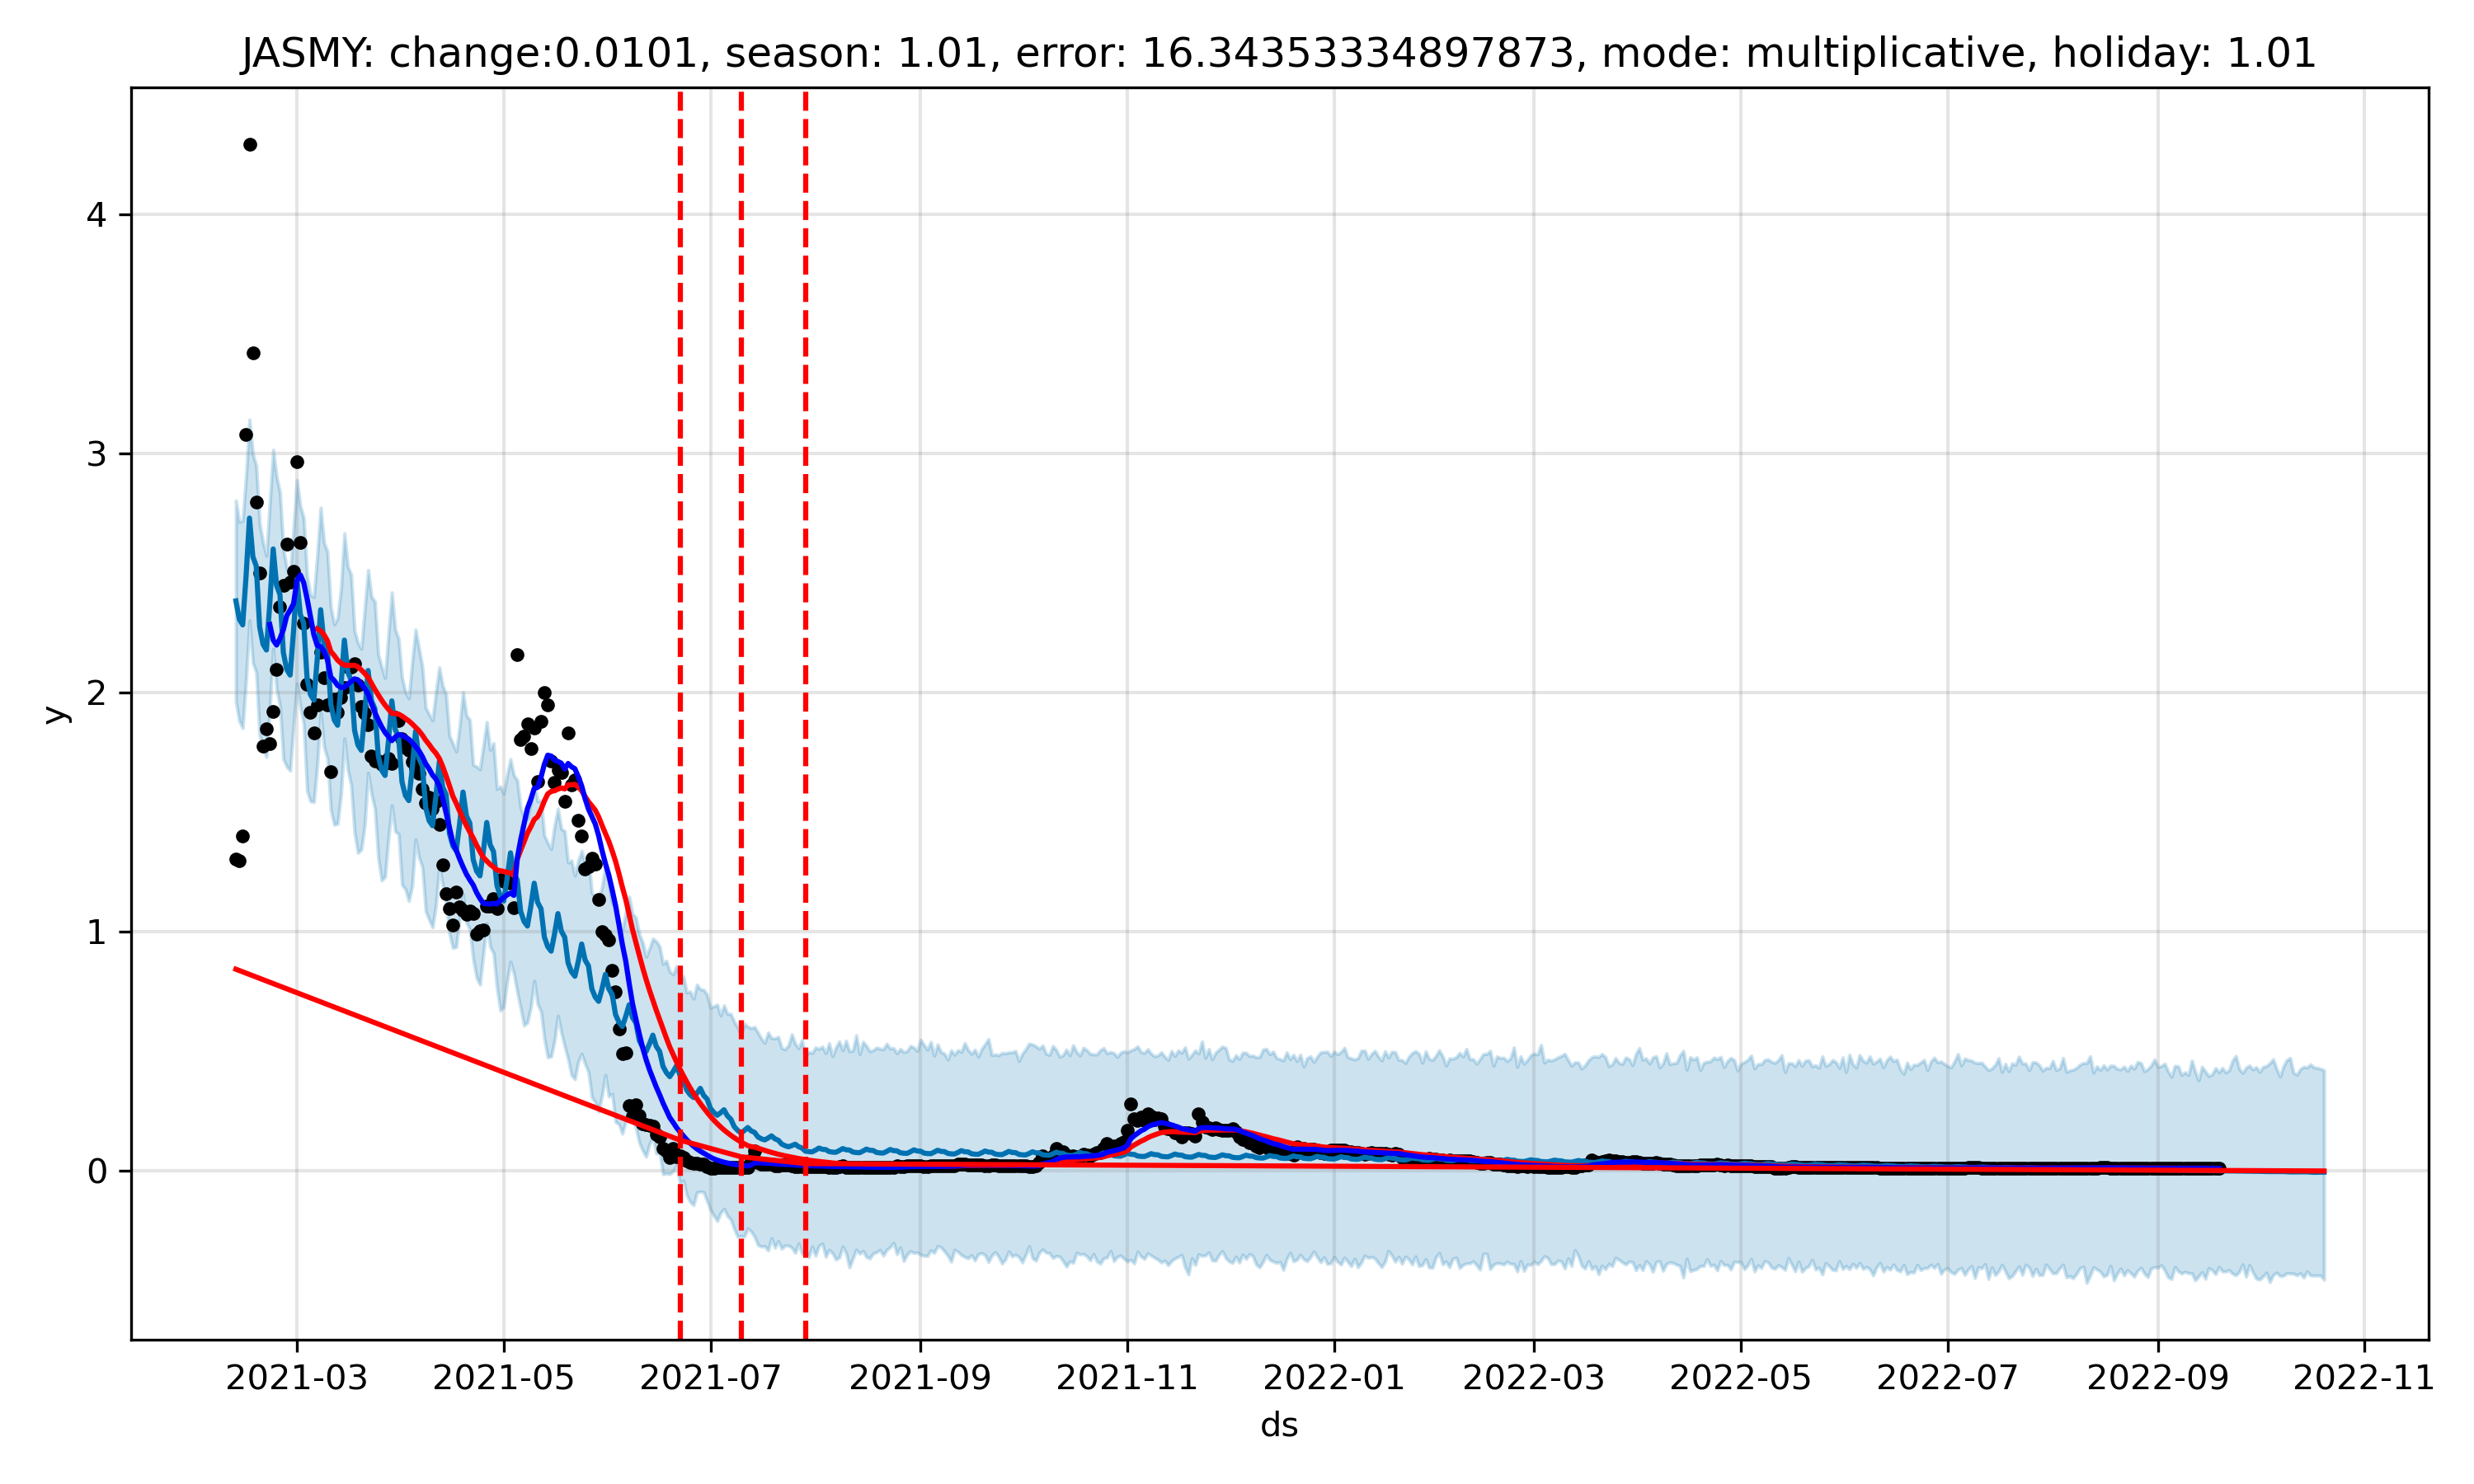 JASMY: change:0.0101, season: 1.01, error: 16.34353334897873, mode: multiplicative, holiday: 1.01
4
3
2
1
0
y
2021-03 2021-05 2021-07 2021-09 2021-11 2022-01 2022-03 2022-05 2022-07 2022-09 2022-11
ds